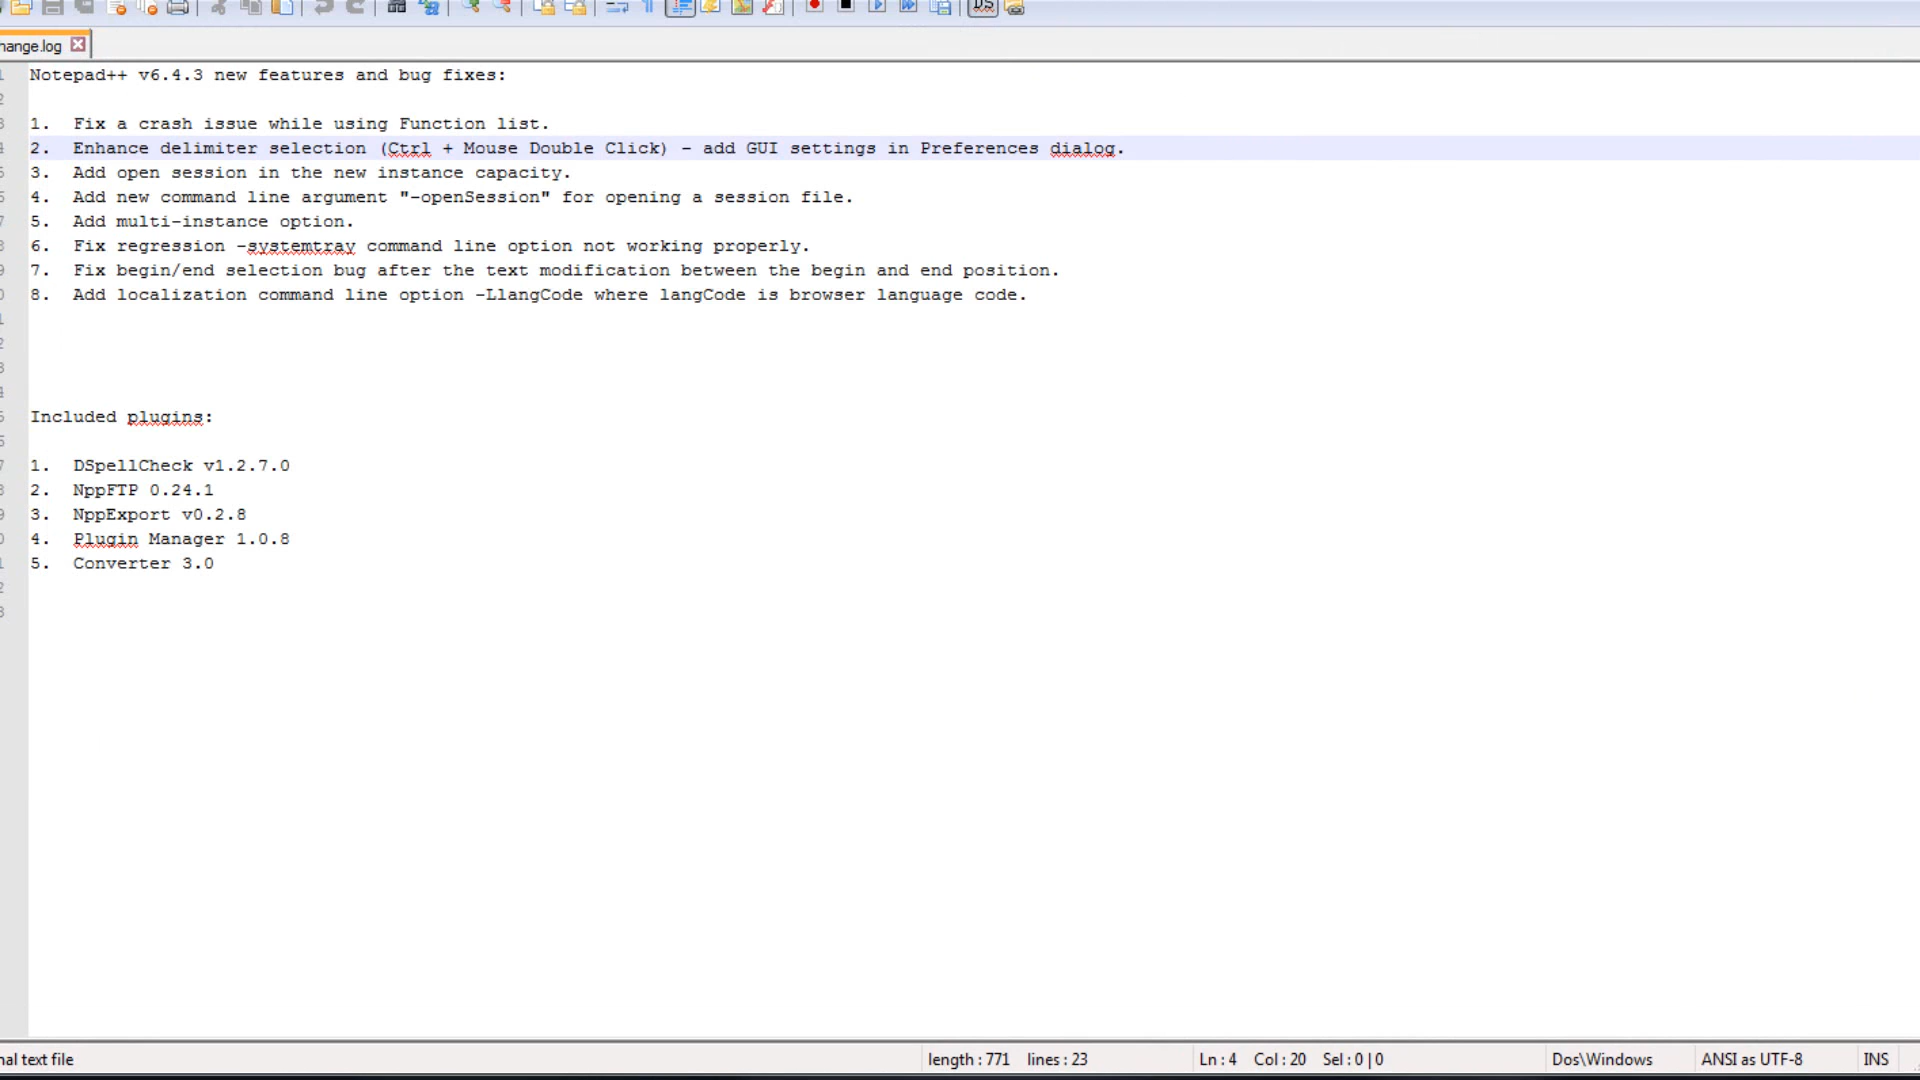 hange.log
Notepad++ v6.4.3 new features and bug fixes:
1. Fix a crash issue while using Function list.
2. Enhance delimiter selection (Ctrl + Mouse Double Click) - add GUI settings in Preferences dialog.
3. Add open session in the new instance capacity.
4. Add new command line argument "-openSession" for opening a session file.
5. Add multi-instance option.
6. Fix regression -systemtray command line option not working properly.
7. Fix begin/end selection bug after the text modification between the begin and end position.
8. Add localization command line option -LlangCode where langCode is browser language code.
Included plugins:
1. DSpellCheck v1.2.7.0
2. NppFTP 0.24.1
3. NppExport v0.2.8
4. Plugin Manager 1.0.8
5. Converter 3.0
nal text file length : 771 lines : 23 Ln : 4 Col : 20 Sel : 0 | 0 Dos\Windows ANSI as UTF-8 INS